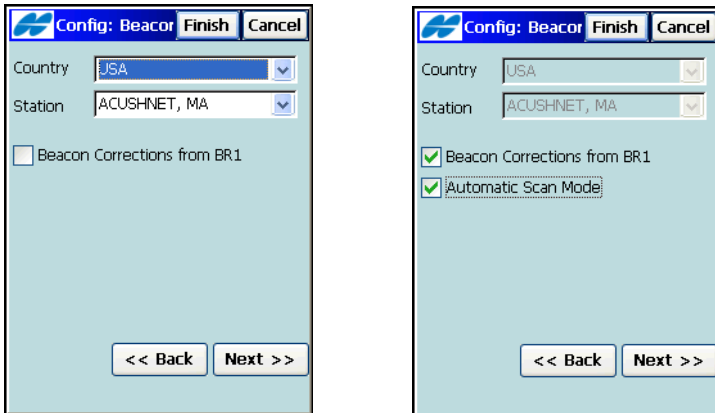 Config: Beacor Finish Cancel
Country USA
Station ACUSHNET, MA
Beacon Corrections from BR1
<< Back Next >>
Config: Beacor Finish Cancel
Country USA
Station ACUSHNET, MA
Beacon Corrections from BR1
Automatic Scan Mode
<< Back Next >>